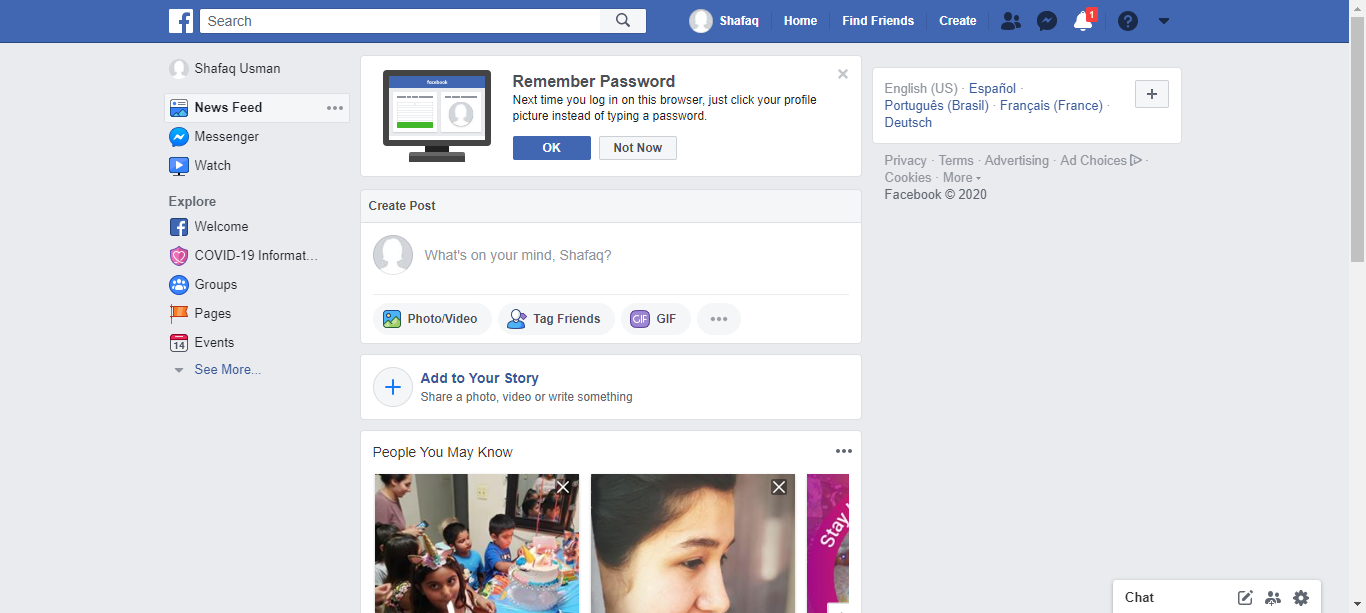 Search
Shafaq
Home
Find Friends
Create
1
Shafaq Usman
News Feed
Messenger
Watch
Explore
Welcome
COVID-19 Informat...
Groups
Pages
14
Events
See More...
facebook
Remember Password
Next time you log in on this browser, just click your profile
picture instead of typing a password.
OK
Not Now
Create Post
What's on your mind, Shafaq?
Photo/Video
Tag Friends
GIF
GIF
Add to Your Story
Share a photo, video or write something
People You May Know
Stay
English (US) · Español ·
Português (Brasil) · Français (France) ·
Deutsch
Privacy · Terms · Advertising · Ad Choices ·
Cookies · More
Facebook © 2020
Chat